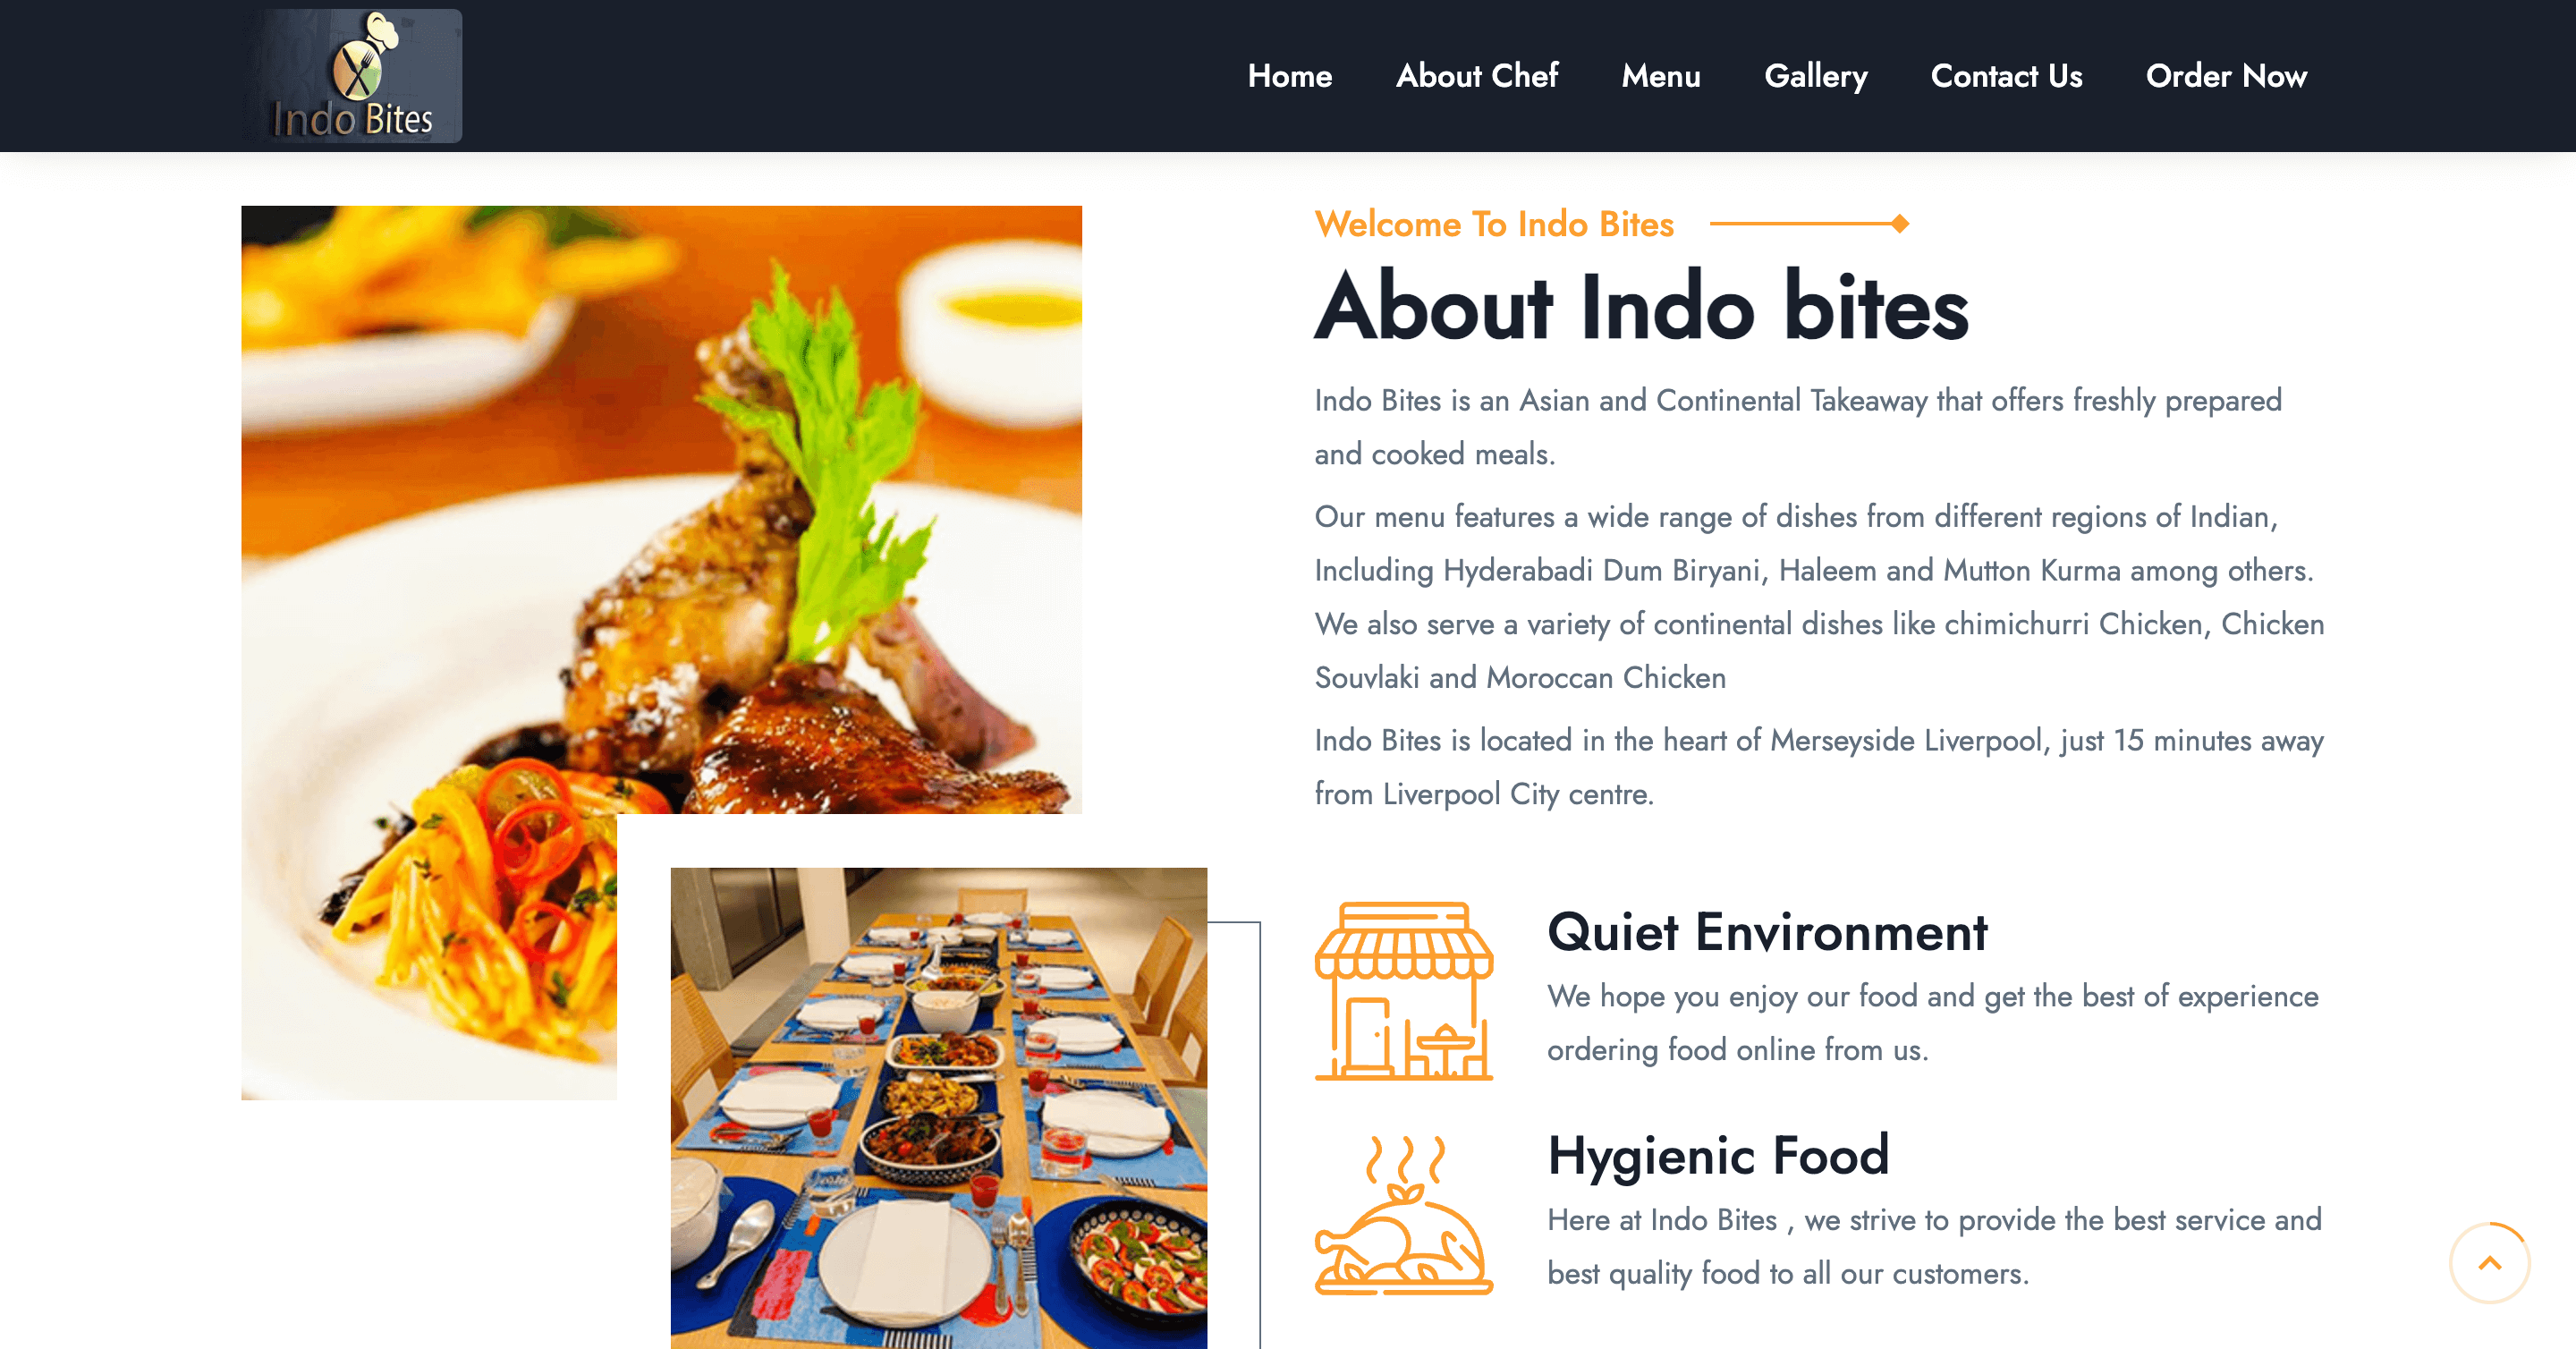 Indo Bites
Home
About Chef
Menu
Gallery
Contact Us
Order Now
Welcome To Indo Bites
About Indo bites
Indo Bites is an Asian and Continental Takeaway that offers freshly prepared
and cooked meals.
Our menu features a wide range of dishes from different regions of Indian,
Including Hyderabadi Dum Biryani, Haleem and Mutton Kurma among others.
We also serve a variety of continental dishes like chimichurri Chicken, Chicken
Souvlaki and Moroccan Chicken
Indo Bites is located in the heart of Merseyside Liverpool, just 15 minutes away
from Liverpool City centre.
Quiet Environment
We hope you enjoy our food and get the best of experience
ordering food online from us.
Hygienic Food
Here at Indo Bites , we strive to provide the best service and
best quality food to all our customers.